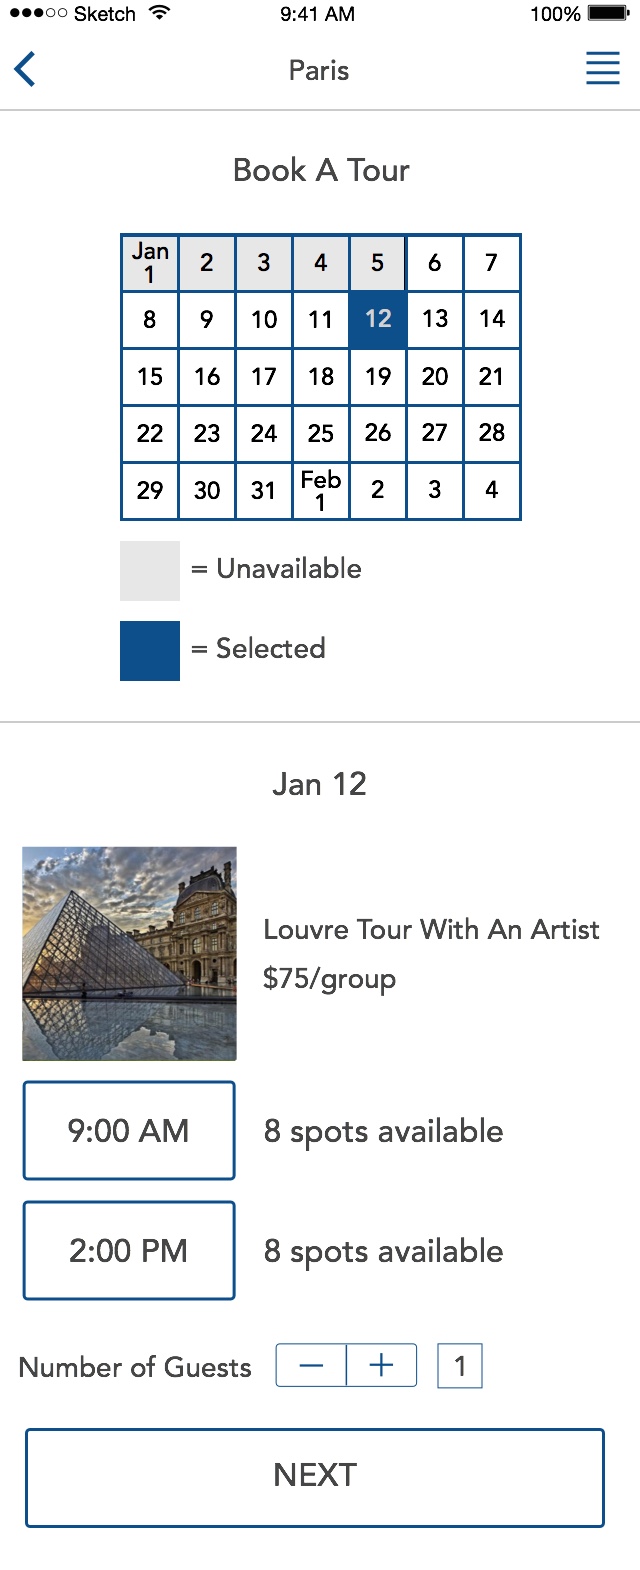 Sketch 9:41 AM 100%
Paris
Book A Tour
Jan 1 2 3 4 5 6 7
8 9 10 11 12 13 14
15 16 17 18 19 20 21
22 23 24 25 26 27 28
29 30 31 Feb 1 2 3 4
= Unavailable
= Selected
Jan 12
Louvre Tour With An Artist
$75/group
9:00 AM 8 spots available
2:00 PM 8 spots available
Number of Guests − + 1
NEXT